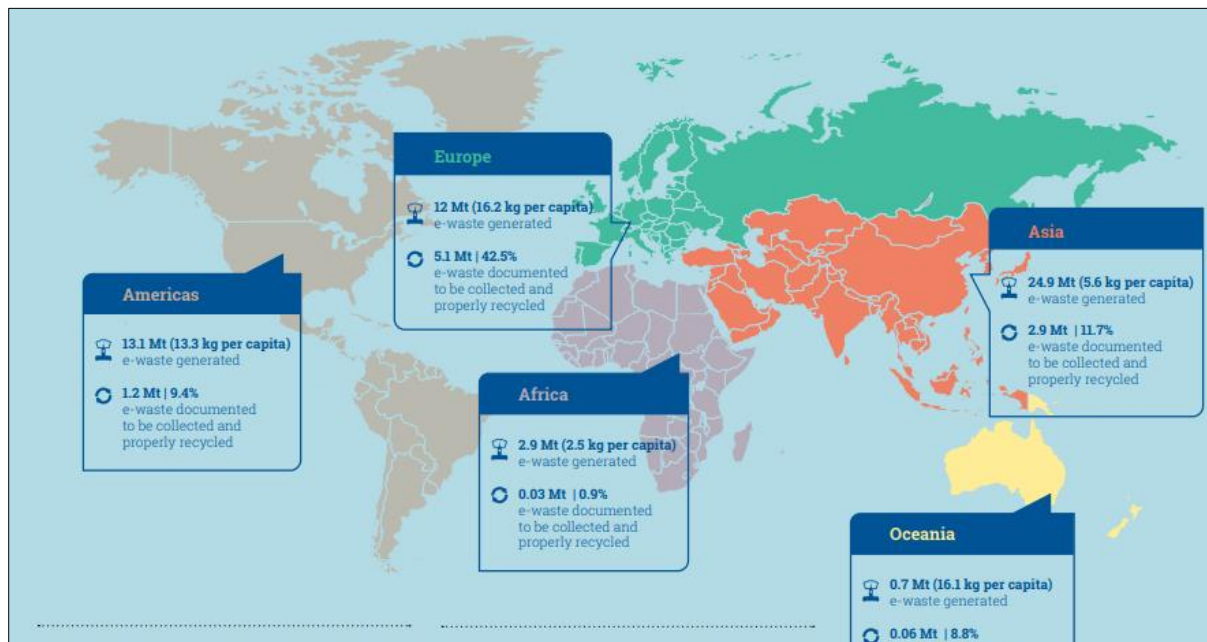 Europe
12 Mt (16.2 kg per capita)
e-waste generated
5.1 Mt | 42.5%
e-waste documented
to be collected and
properly recycled
Asia
24.9 Mt (5.6 kg per capita)
e-waste generated
2.9 Mt | 11.7%
e-waste documented
to be collected and
properly recycled
Americas
13.1 Mt (13.3 kg per capita)
e-waste generated
1.2 Mt | 9.4%
e-waste documented
to be collected and
properly recycled
Africa
2.9 Mt (2.5 kg per capita)
e-waste generated
0.03 Mt | 0.9%
e-waste documented
to be collected and
properly recycled
Oceania
0.7 Mt (16.1 kg per capita)
e-waste generated
0.06 Mt | 8.8%